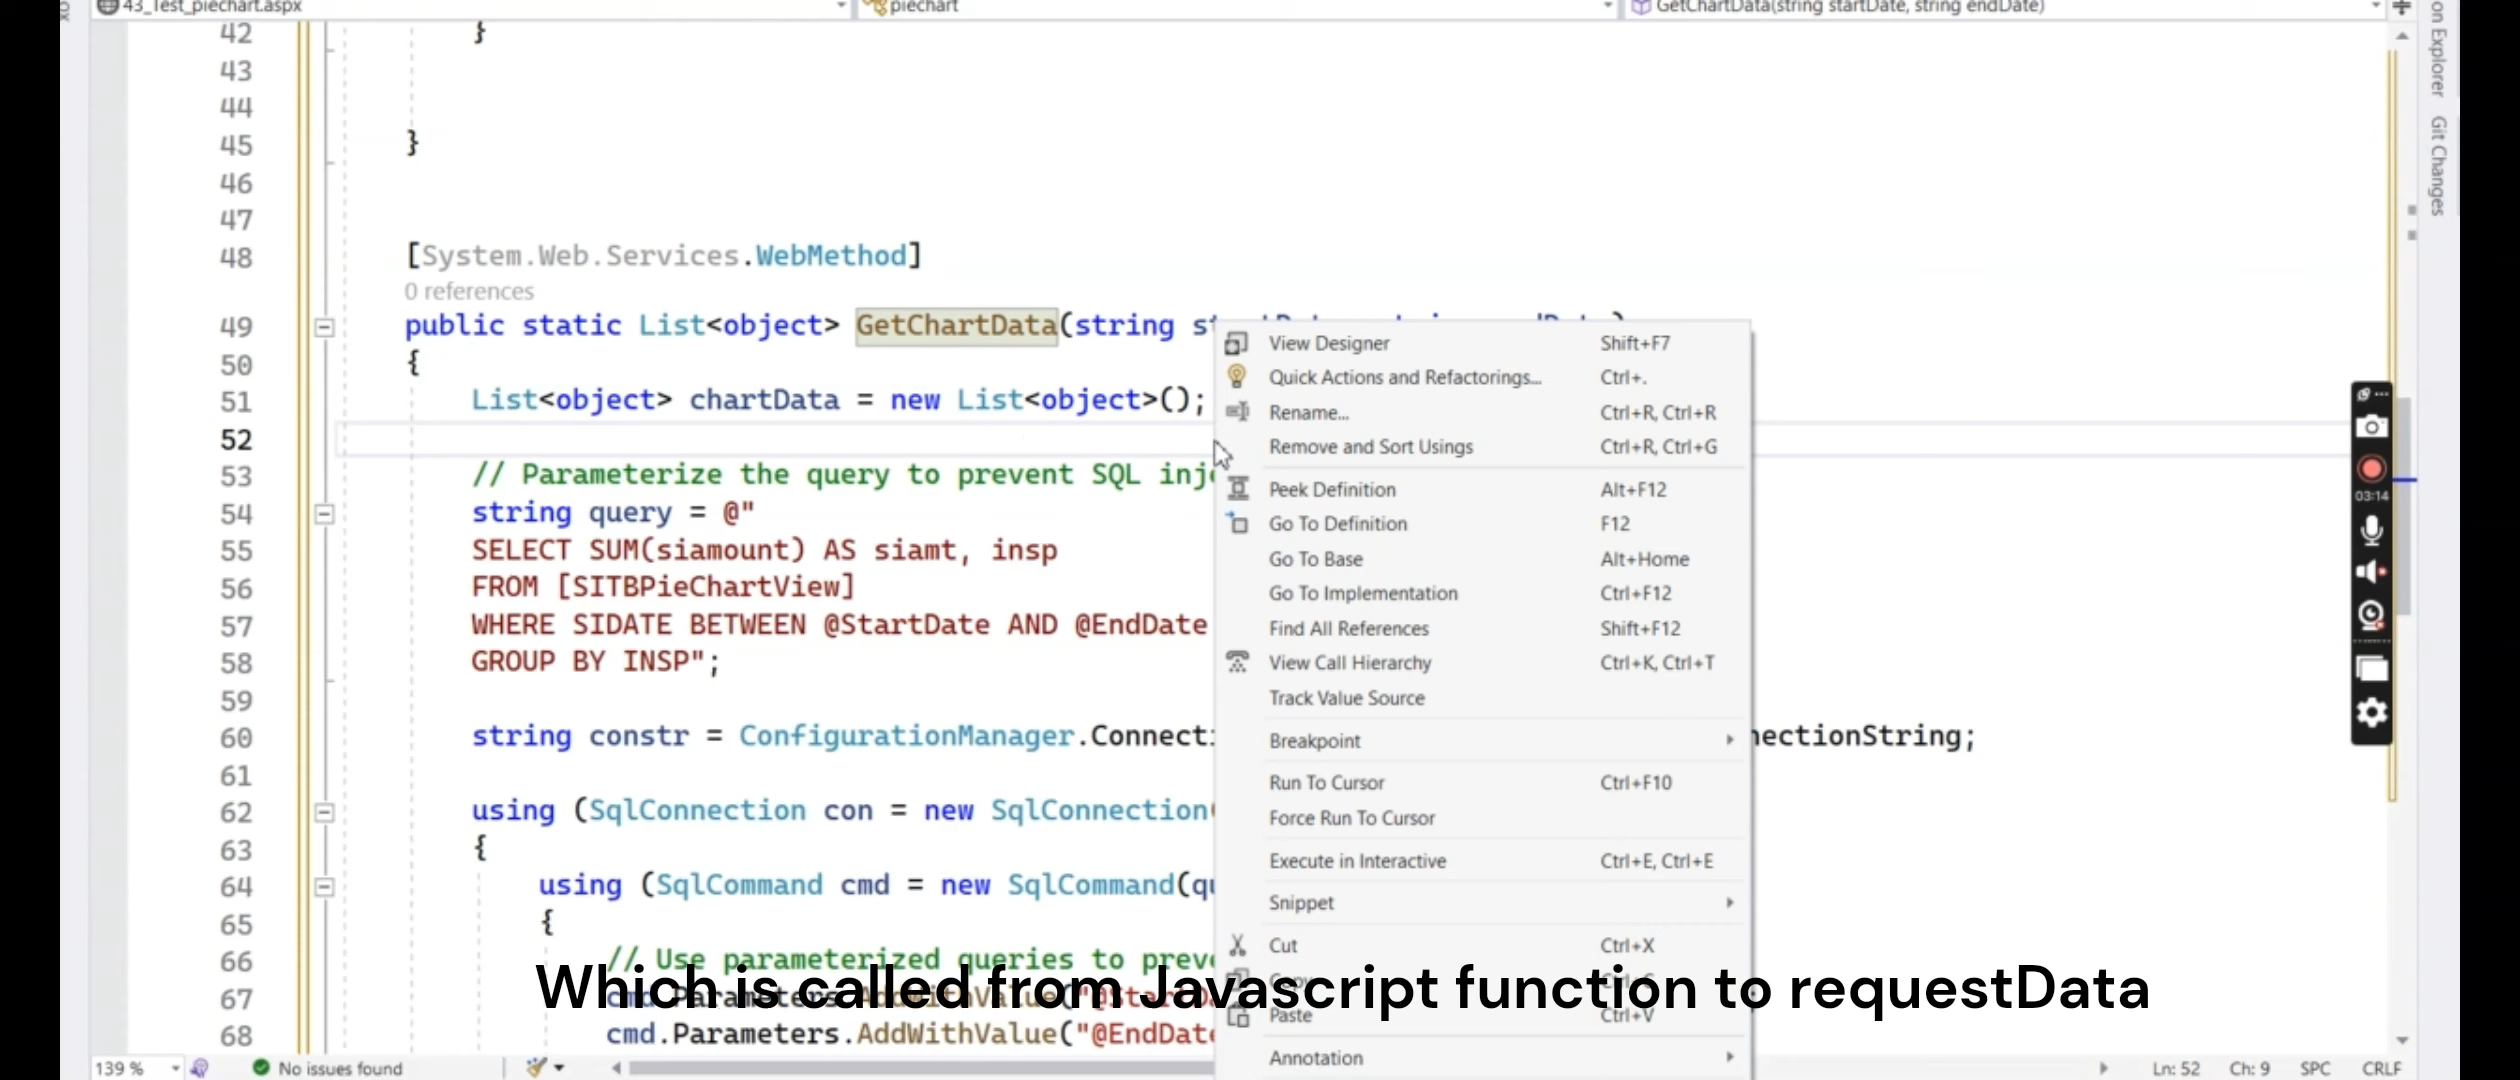 43_Test_piechart.aspx
piechart
GetChartData(string startDate, string endDate)
on Explorer
Git Changes
42 }
43
44
45 }
46
47
48 [System.Web.Services.WebMethod]
0 references
49 public static List<object> GetChartData(string
50 {
51 List<object> chartData = new List<object>();
52
53 // Parameterize the query to prevent SQL
54 string query = @"
55 SELECT SUM(siamount) AS siamt, insp
56 FROM [SITBPieChartView]
57 WHERE SIDATE BETWEEN @StartDate AND @EndDate
58 GROUP BY INSP";
59
60 string constr = ConfigurationManager. nectionString;
61
62 using (SqlConnection con = new SqlConnection
63 {
64 using (SqlCommand cmd = new SqlCommand(
65 {
66 // Use parameterized queries to
67 cmd.Parameters.AddWithValue(
68 cmd.Parameters.AddWithValue("@EndDate
View Designer Shift+F7
Quick Actions and Refactorings... Ctrl+.
Rename... Ctrl+R, Ctrl+R
Remove and Sort Usings Ctrl+R, Ctrl+G
Peek Definition Alt+F12
Go To Definition F12
Go To Base Alt+Home
Go To Implementation Ctrl+F12
Find All References Shift+F12
View Call Hierarchy Ctrl+K, Ctrl+T
Track Value Source
Breakpoint
Run To Cursor Ctrl+F10
Force Run To Cursor
Execute in Interactive Ctrl+E, Ctrl+E
Snippet
Cut Ctrl+X
Copy Ctrl+C
Paste Ctrl+V
Annotation
03:14
Which is called from Javascript function to requestData
139 %
No issues found
Ln: 52 Ch: 9 SPC CRLF